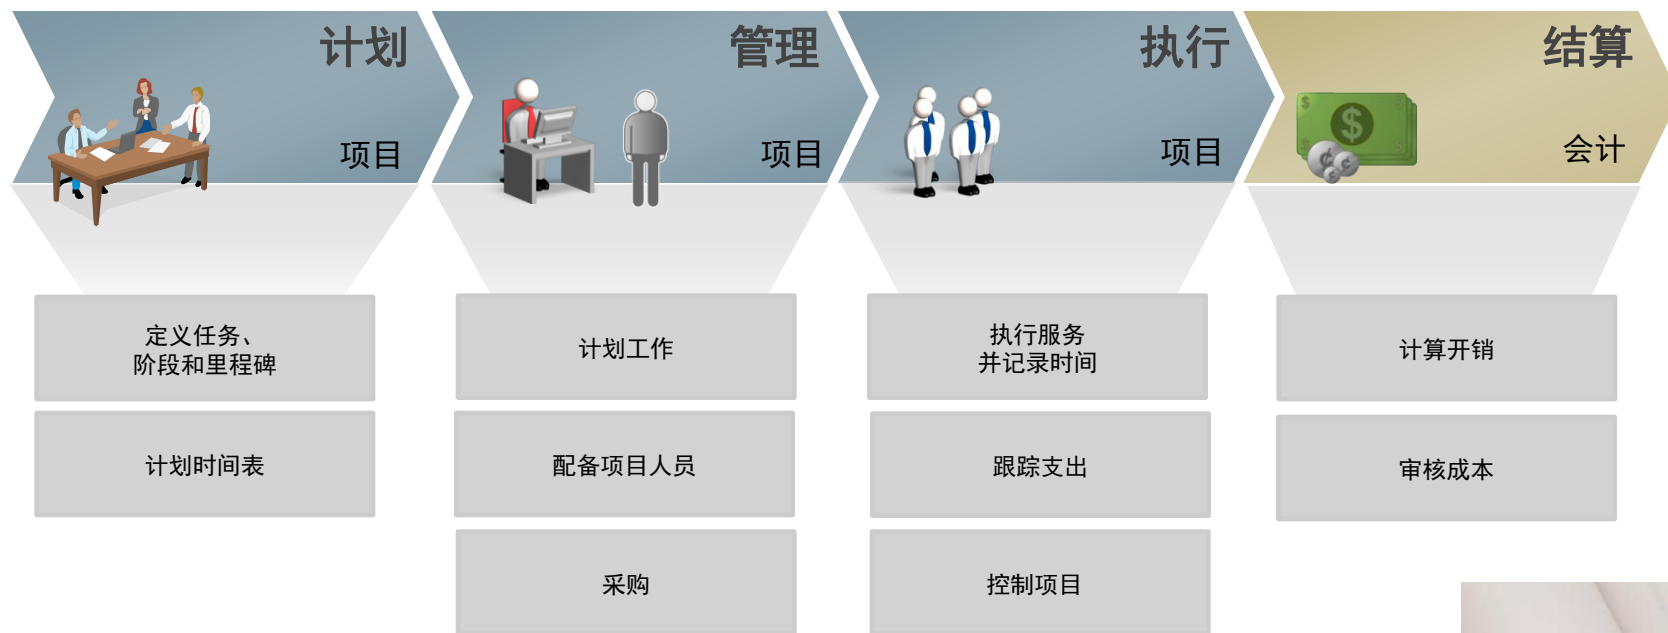 计划
项目
管理
项目
执行
项目
结算
会计
定义任务、
阶段和里程碑
计划时间表
计划工作
配备项目人员
采购
执行服务
并记录时间
跟踪支出
控制项目
计算开销
审核成本